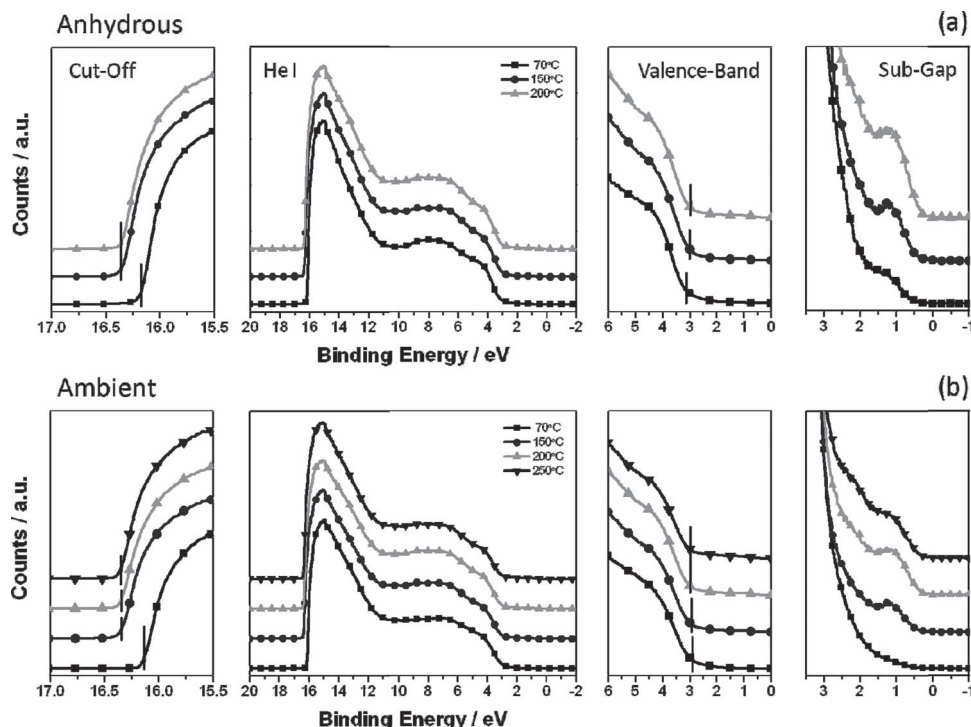 Anhydrous
(a)
Cut-Off
He I
Valence-Band
Sub-Gap
70°C
150°C
200°C
Counts / a.u.
17.0 16.5 16.0 15.5
20 18 16 14 12 10 8 6 4 2 0 -2
6 5 4 3 2 1 0
3 2 1 0 -1
Binding Energy / eV
Ambient
(b)
70°C
150°C
200°C
250°C
Counts / a.u.
17.0 16.5 16.0 15.5
20 18 16 14 12 10 8 6 4 2 0 -2
6 5 4 3 2 1 0
3 2 1 0 -1
Binding Energy / eV